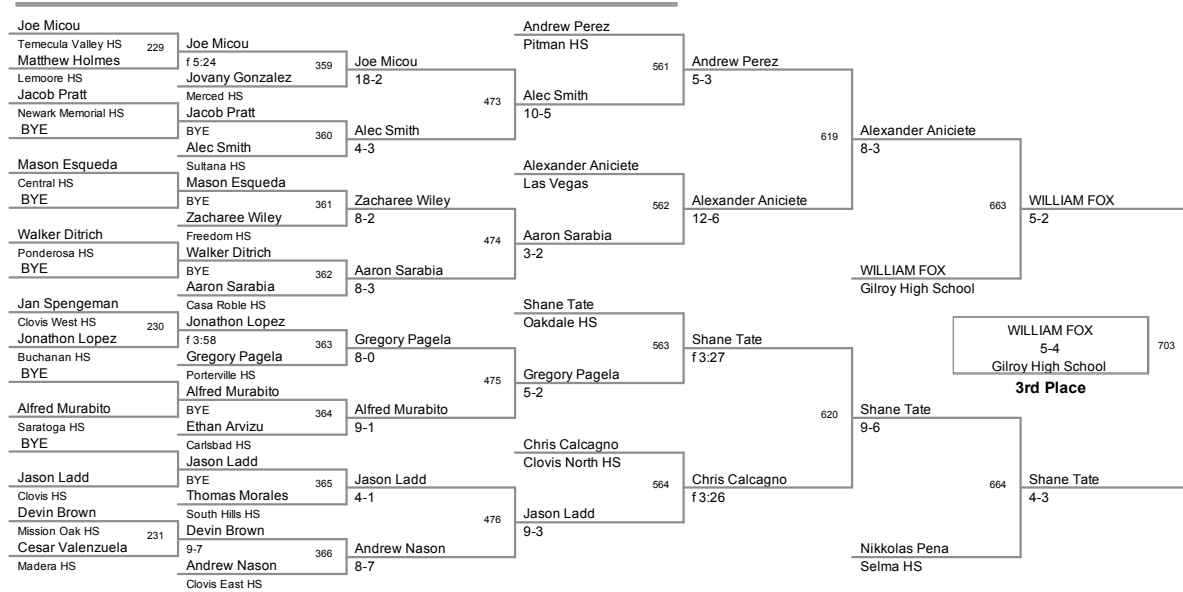 Joe Micou
Temecula Valley HS
229
Matthew Holmes
Lemoore HS
Jacob Pratt
Newark Memorial HS
BYE
Mason Esqueda
Central HS
BYE
Walker Ditrich
Ponderosa HS
BYE
Jan Spengeman
Clovis West HS
230
Jonathon Lopez
Buchanan HS
BYE
Alfred Murabito
Saratoga HS
BYE
Jason Ladd
Clovis HS
Devin Brown
Mission Oak HS
231
Cesar Valenzuela
Madera HS
Joe Micou
f 5:24
359
Jovany Gonzalez
Merced HS
Jacob Pratt
BYE
360
Alec Smith
Sultana HS
Mason Esqueda
BYE
361
Zacharee Wiley
Freedom HS
Walker Ditrich
BYE
362
Aaron Sarabia
Casa Roble HS
Jonathon Lopez
f 3:58
363
Gregory Pagela
Porterville HS
Alfred Murabito
BYE
364
Ethan Arvizu
Carlsbad HS
Jason Ladd
BYE
365
Thomas Morales
South Hills HS
Devin Brown
9-7
366
Andrew Nason
Clovis East HS
Joe Micou
18-2
473
Alec Smith
4-3
Zacharee Wiley
8-2
474
Aaron Sarabia
8-3
Gregory Pagela
8-0
475
Alfred Murabito
9-1
Jason Ladd
4-1
476
Andrew Nason
8-7
Andrew Perez
Pitman HS
561
Alec Smith
10-5
Alexander Aniciete
Las Vegas
562
Aaron Sarabia
3-2
Shane Tate
Oakdale HS
563
Gregory Pagela
5-2
Chris Calcagno
Clovis North HS
564
Jason Ladd
9-3
Andrew Perez
5-3
619
Alexander Aniciete
12-6
Shane Tate
f 3:27
620
Chris Calcagno
f 3:26
Alexander Aniciete
8-3
663
WILLIAM FOX
Gilroy High School
Shane Tate
9-6
664
Nikkolas Pena
Selma HS
WILLIAM FOX
5-2
WILLIAM FOX
5-4
703
Gilroy High School
3rd Place
Shane Tate
4-3